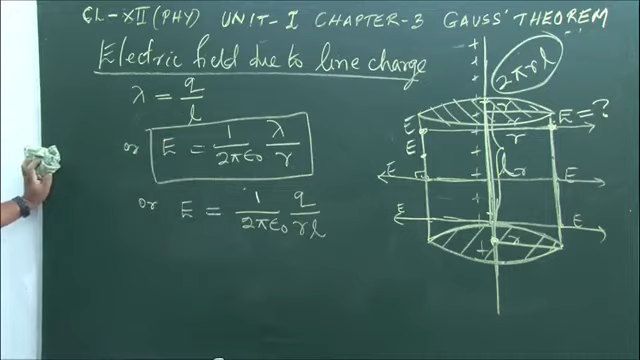 CL-XII (PHY) UNIT-I CHAPTER-3 GAUSS' THEOREM
Electric field due to line charge
λ = q/l
or E = 1/2πε₀ λ/r
or E = 1/2πε₀ q/rl
2πrl
r
E E = ?
r
E
l r
E E
E E
r